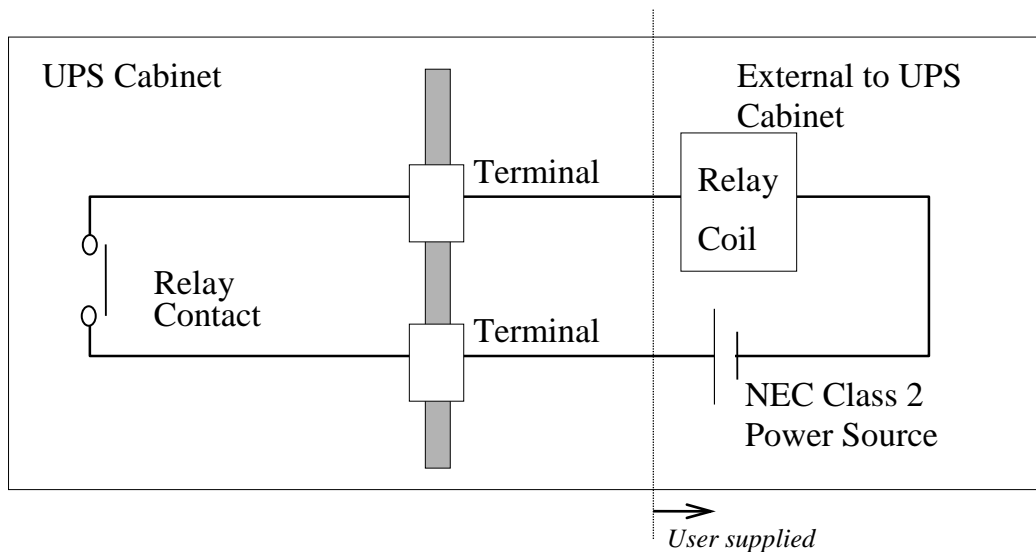 UPS Cabinet
External to UPS
Cabinet
Terminal
Relay
Coil
Relay
Contact
Terminal
NEC Class 2
Power Source
User supplied